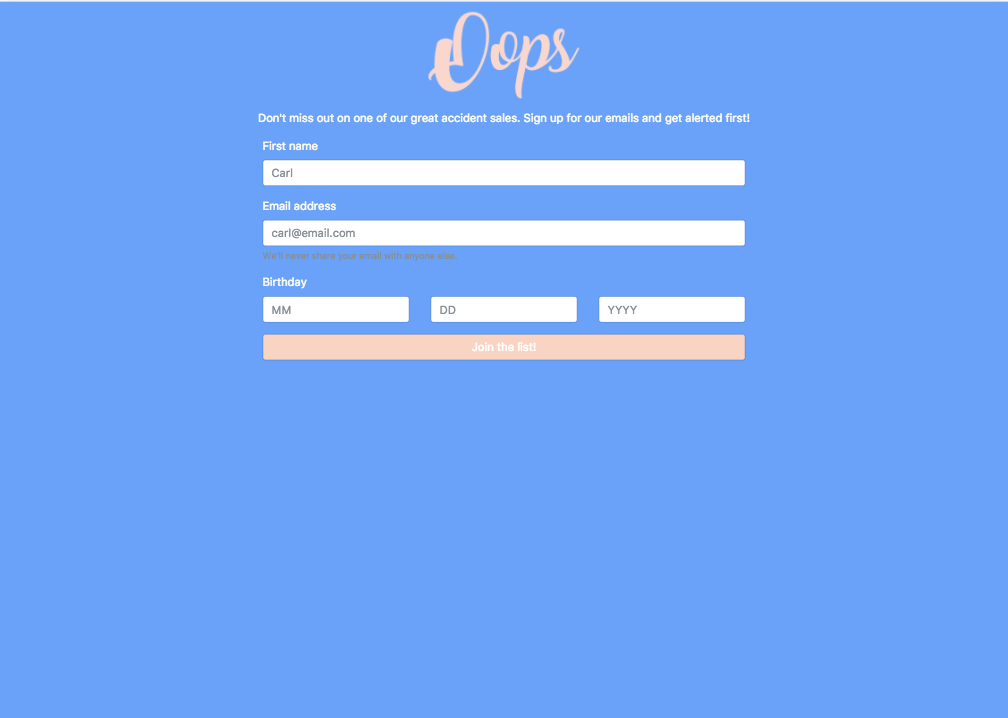 Oops
Don't miss out on one of our great accident sales. Sign up for our emails and get alerted first!
First name
Carl
Email address
carl@email.com
We'll never share your email with anyone else.
Birthday
MM DD YYYY
Join the list!